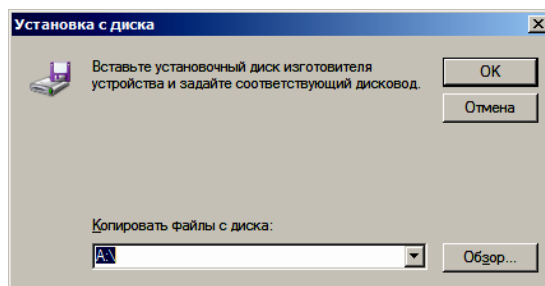 Установка с диска
Вставьте установочный диск изготовителя
устройства и задайте соответствующий дисковод.
OK
Отмена
Копировать файлы с диска:
A:\
Обзор...